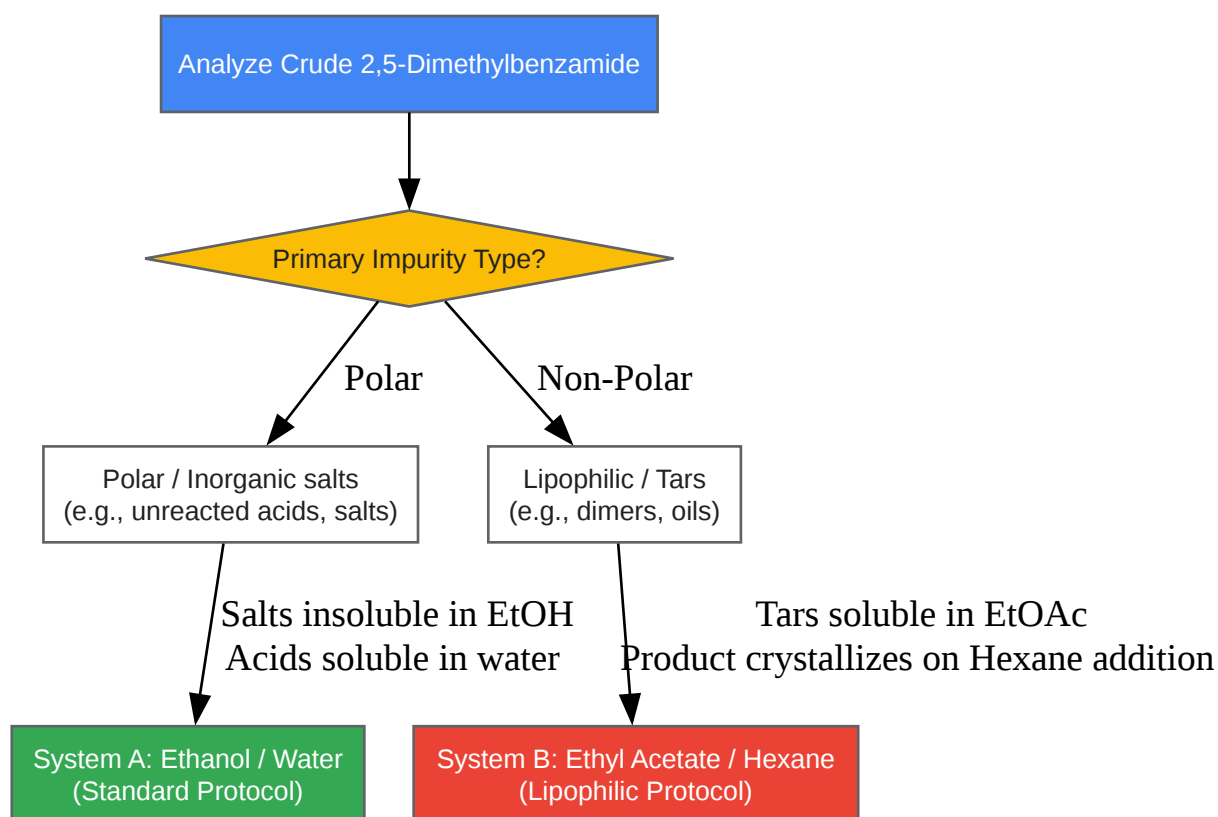 Analyze Crude 2,5-Dimethylbenzamide
Primary Impurity Type?
Polar
Non-Polar
Polar / Inorganic salts
(e.g., unreacted acids, salts)
Lipophilic / Tars
(e.g., dimers, oils)
Salts insoluble in EtOH
Acids soluble in water
Tars soluble in EtOAc
Product crystallizes on Hexane addition
System A: Ethanol / Water
(Standard Protocol)
System B: Ethyl Acetate / Hexane
(Lipophilic Protocol)